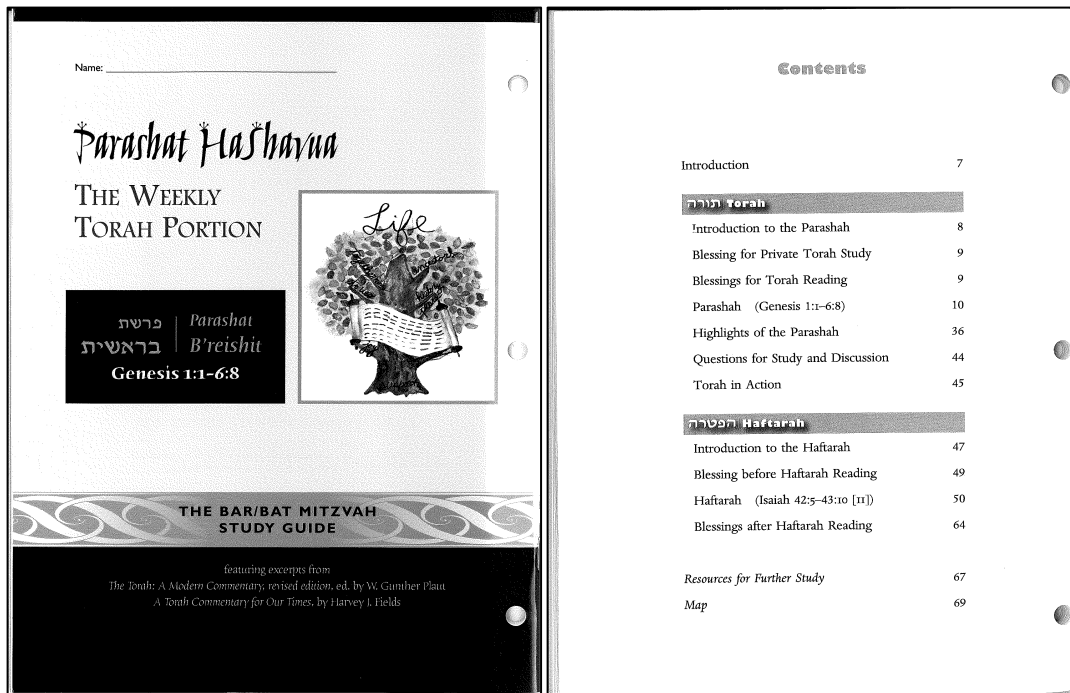 Name:
Parashat HaShavua
THE WEEKLY
TORAH PORTION
Life
ancestors
פרשת
בראשית
Parashat
B'reishit
Genesis 1:1–6:8
THE BAR/BAT MITZVAH
STUDY GUIDE
featuring excerpts from
The Torah: A Modern Commentary, revised edition, ed. by W. Gunther Plaut
A Torah Commentary for Our Times, by Harvey J. Fields
Contents
Introduction 7
תורה Torah
Introduction to the Parashah 8
Blessing for Private Torah Study 9
Blessings for Torah Reading 9
Parashah (Genesis 1:1–6:8) 10
Highlights of the Parashah 36
Questions for Study and Discussion 44
Torah in Action 45
הפטרה Haftarah
Introduction to the Haftarah 47
Blessing before Haftarah Reading 49
Haftarah (Isaiah 42:5–43:10 [11]) 50
Blessings after Haftarah Reading 64
Resources for Further Study 67
Map 69